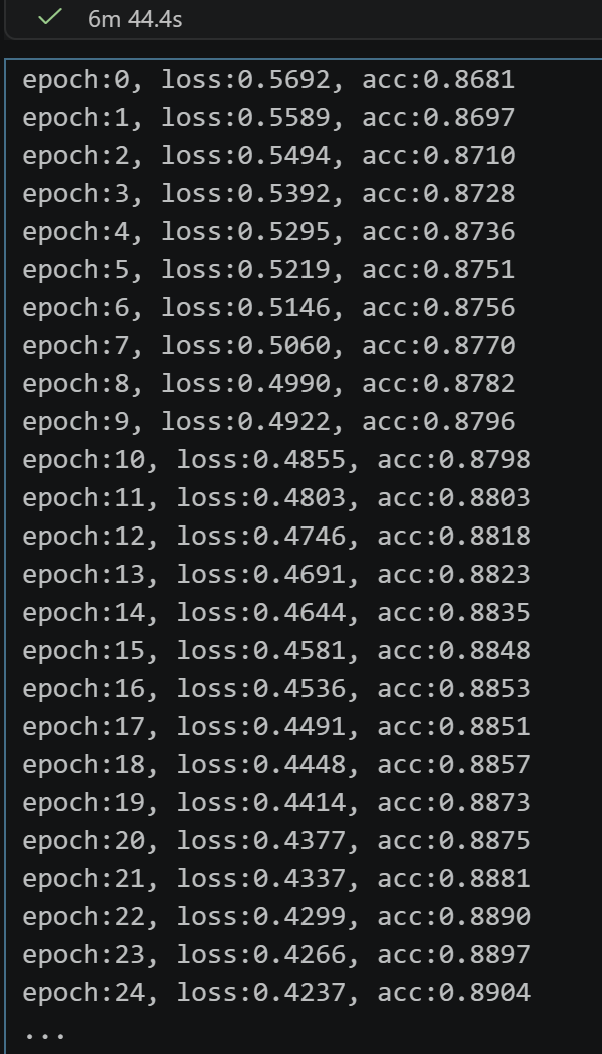 6m 44.4s
epoch:0, loss:0.5692, acc:0.8681
epoch:1, loss:0.5589, acc:0.8697
epoch:2, loss:0.5494, acc:0.8710
epoch:3, loss:0.5392, acc:0.8728
epoch:4, loss:0.5295, acc:0.8736
epoch:5, loss:0.5219, acc:0.8751
epoch:6, loss:0.5146, acc:0.8756
epoch:7, loss:0.5060, acc:0.8770
epoch:8, loss:0.4990, acc:0.8782
epoch:9, loss:0.4922, acc:0.8796
epoch:10, loss:0.4855, acc:0.8798
epoch:11, loss:0.4803, acc:0.8803
epoch:12, loss:0.4746, acc:0.8818
epoch:13, loss:0.4691, acc:0.8823
epoch:14, loss:0.4644, acc:0.8835
epoch:15, loss:0.4581, acc:0.8848
epoch:16, loss:0.4536, acc:0.8853
epoch:17, loss:0.4491, acc:0.8851
epoch:18, loss:0.4448, acc:0.8857
epoch:19, loss:0.4414, acc:0.8873
epoch:20, loss:0.4377, acc:0.8875
epoch:21, loss:0.4337, acc:0.8881
epoch:22, loss:0.4299, acc:0.8890
epoch:23, loss:0.4266, acc:0.8897
epoch:24, loss:0.4237, acc:0.8904
...